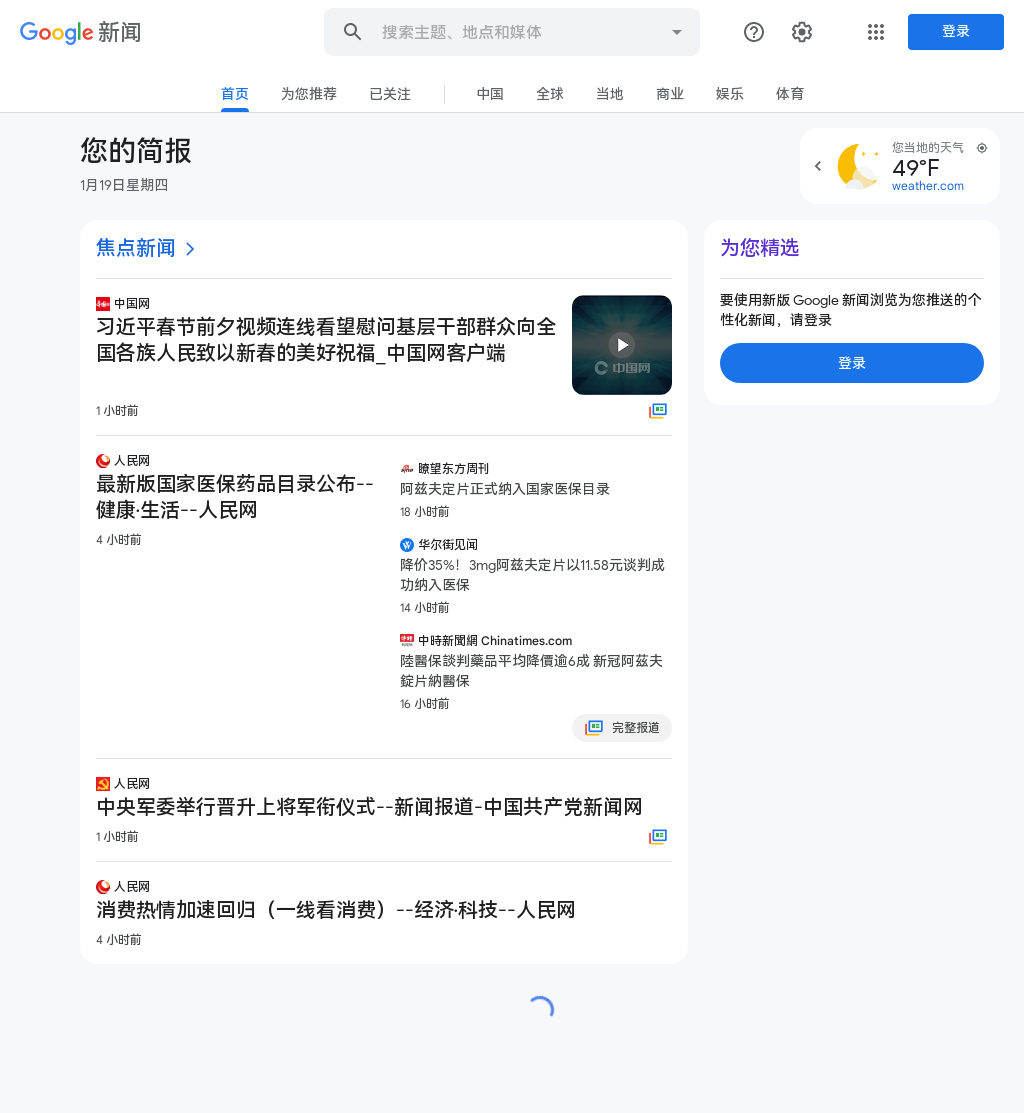 Google 新闻
搜索主题、地点和媒体
登录
首页 为您推荐 已关注 中国 全球 当地 商业 娱乐 体育
您的简报
1月19日星期四
您当地的天气
49°F
weather.com
焦点新闻
中国网
习近平春节前夕视频连线看望慰问基层干部群众向全
国各族人民致以新春的美好祝福_中国网客户端
中国网
1 小时前
人民网
最新版国家医保药品目录公布--
健康·生活--人民网
4 小时前
瞭望东方周刊
阿兹夫定片正式纳入国家医保目录
18 小时前
华尔街见闻
降价35%！3mg阿兹夫定片以11.58元谈判成
功纳入医保
14 小时前
中時新聞網 Chinatimes.com
陸醫保談判藥品平均降價逾6成 新冠阿茲夫
錠片納醫保
16 小时前
完整报道
人民网
中央军委举行晋升上将军衔仪式--新闻报道-中国共产党新闻网
1 小时前
人民网
消费热情加速回归（一线看消费）--经济·科技--人民网
4 小时前
为您精选
要使用新版 Google 新闻浏览为您推送的个
性化新闻，请登录
登录